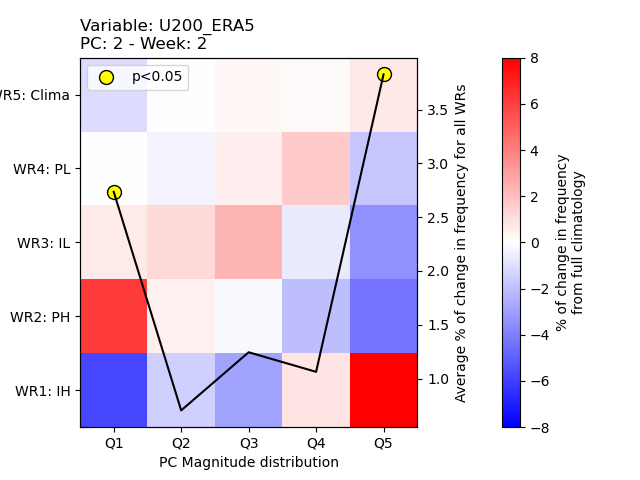 Variable: U200_ERA5
PC: 2 - Week: 2
p<0.05
WR5: Clima
WR4: PL
WR3: IL
WR2: PH
WR1: IH
Q1 Q2 Q3 Q4 Q5
PC Magnitude distribution
3.5
3.0
2.5
2.0
1.5
1.0
Average % of change in frequency for all WRs
8
6
4
2
0
−2
−4
−6
−8
% of change in frequency
from full climatology